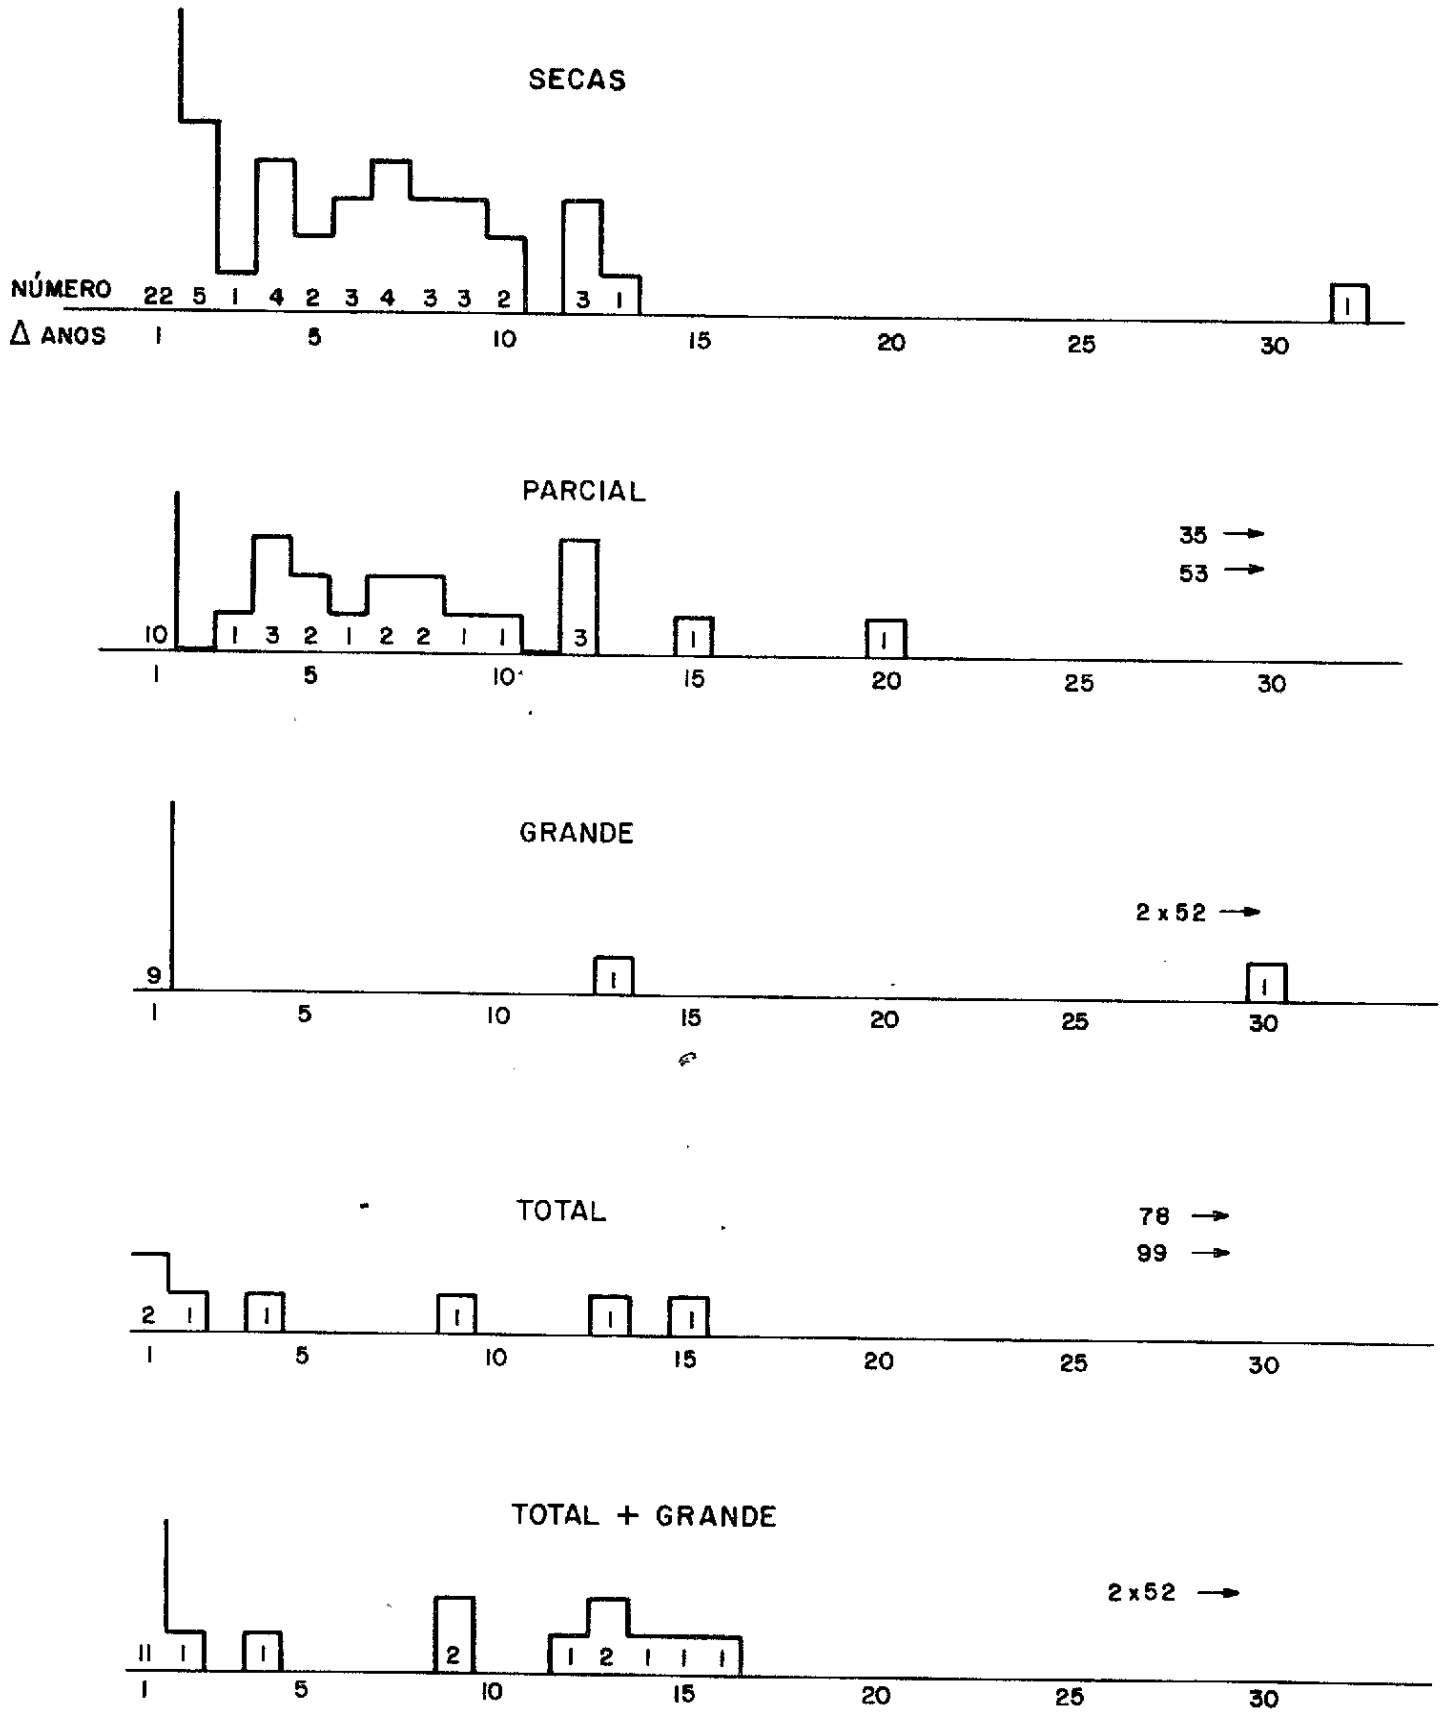 SECAS
NÚMERO 22 5 1 4 2 3 4 3 3 2 3 1 1
Δ ANOS 1 5 10 15 20 25 30
PARCIAL
35 →
53 →
10 1 3 2 1 2 2 1 1 3 1 1
1 5 10 15 20 25 30
GRANDE
2 x 52 →
9 1 1
1 5 10 15 20 25 30
TOTAL
78 →
99 →
2 1 1 1 1 1
1 5 10 15 20 25 30
TOTAL + GRANDE
2 x 52 →
11 1 1 2 1 2 1 1 1
1 5 10 15 20 25 30